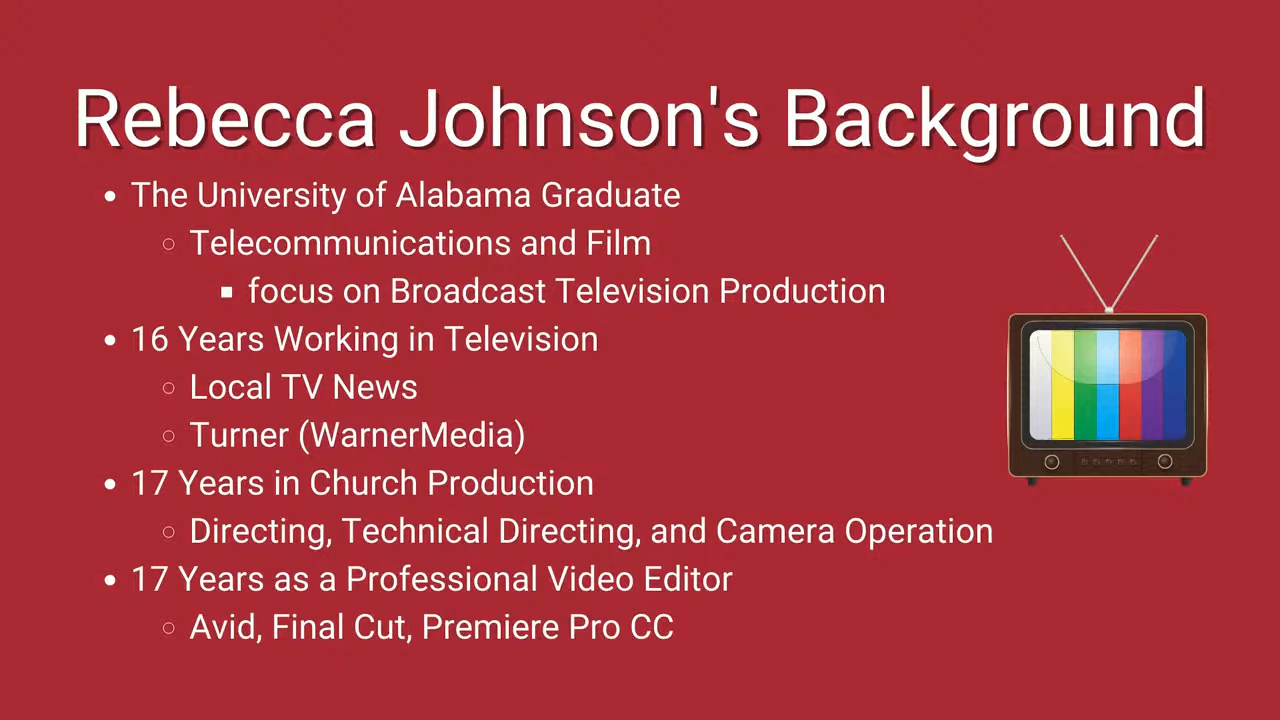 Rebecca Johnson's Background
• The University of Alabama Graduate
○ Telecommunications and Film
▪ focus on Broadcast Television Production
• 16 Years Working in Television
○ Local TV News
○ Turner (WarnerMedia)
• 17 Years in Church Production
○ Directing, Technical Directing, and Camera Operation
• 17 Years as a Professional Video Editor
○ Avid, Final Cut, Premiere Pro CC